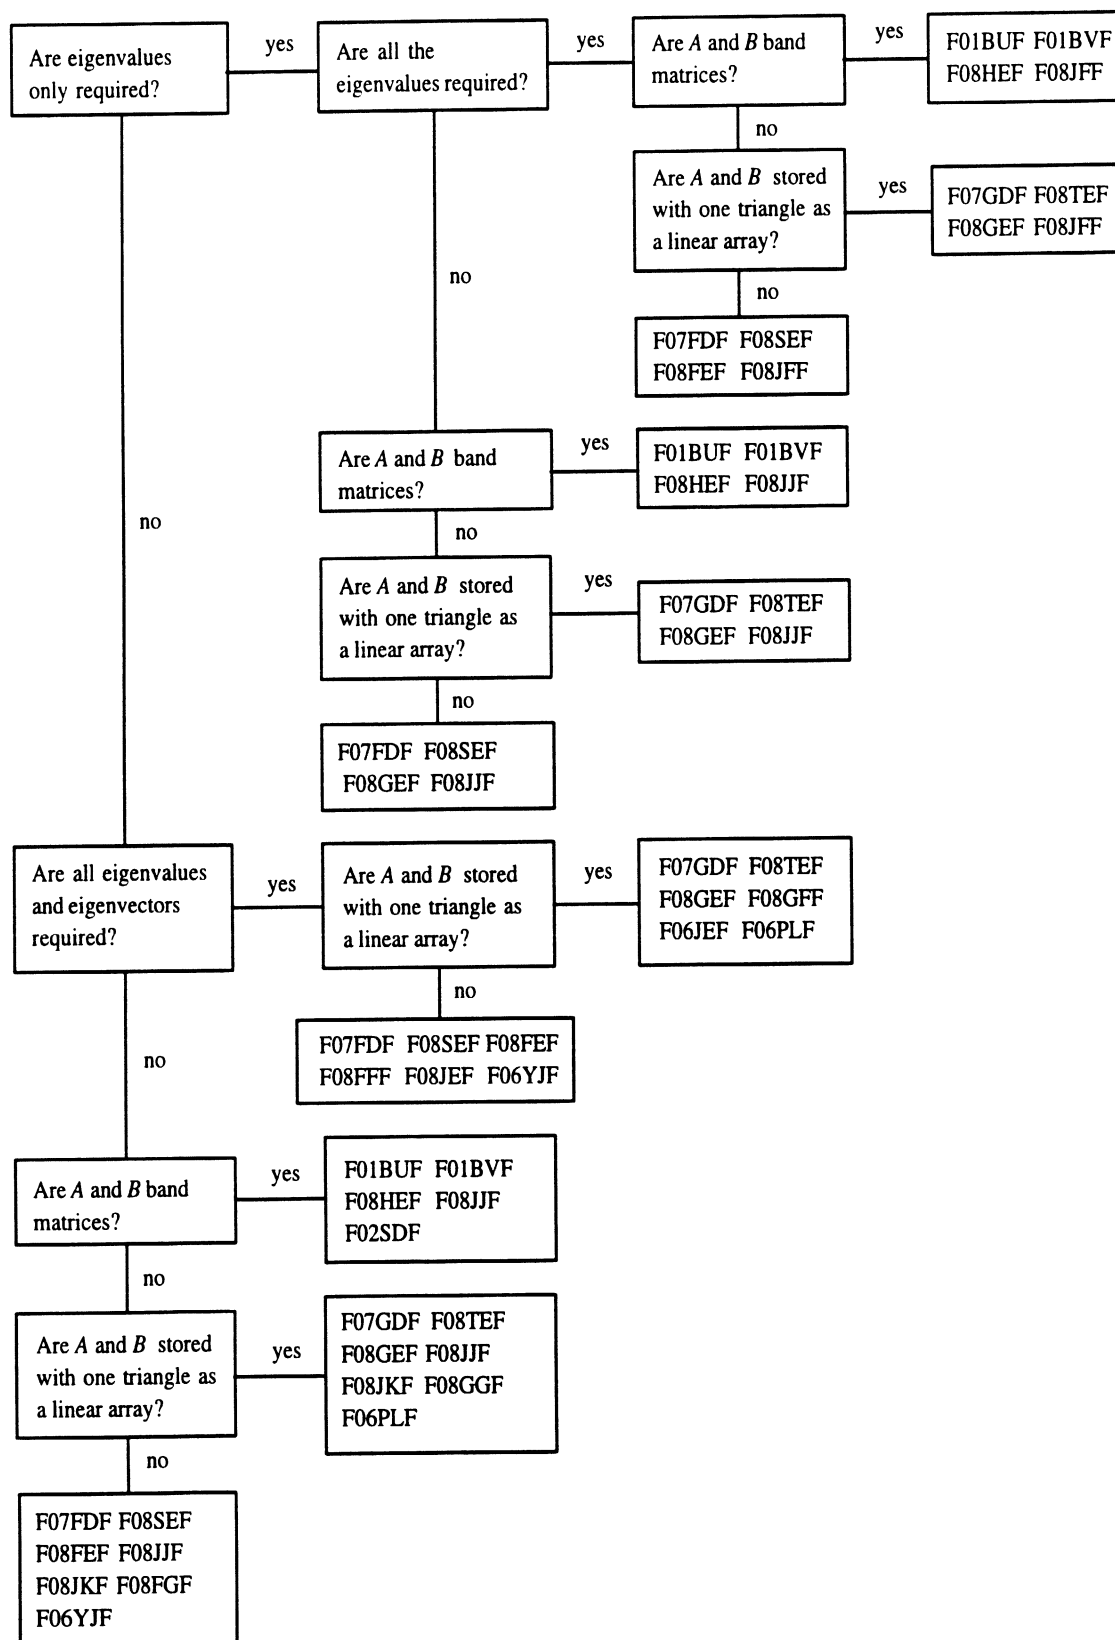 Are eigenvalues
only required?
yes
Are all the
eigenvalues required?
yes
Are A and B band
matrices?
yes
F01BUF F01BVF
F08HEF F08JFF
no
Are A and B stored
with one triangle as
a linear array?
yes
F07GDF F08TEF
F08GEF F08JFF
no
F07FDF F08SEF
F08FEF F08JFF
no
Are A and B band
matrices?
yes
F01BUF F01BVF
F08HEF F08JJF
no
Are A and B stored
with one triangle as
a linear array?
yes
F07GDF F08TEF
F08GEF F08JJF
no
F07FDF F08SEF
F08GEF F08JJF
no
Are all eigenvalues
and eigenvectors
required?
yes
Are A and B stored
with one triangle as
a linear array?
yes
F07GDF F08TEF
F08GEF F08GFF
F06JEF F06PLF
no
F07FDF F08SEF F08FEF
F08FFF F08JEF F06YJF
no
Are A and B band
matrices?
yes
F01BUF F01BVF
F08HEF F08JJF
F02SDF
no
Are A and B stored
with one triangle as
a linear array?
yes
F07GDF F08TEF
F08GEF F08JJF
F08JKF F08GGF
F06PLF
no
F07FDF F08SEF
F08FEF F08JJF
F08JKF F08FGF
F06YJF